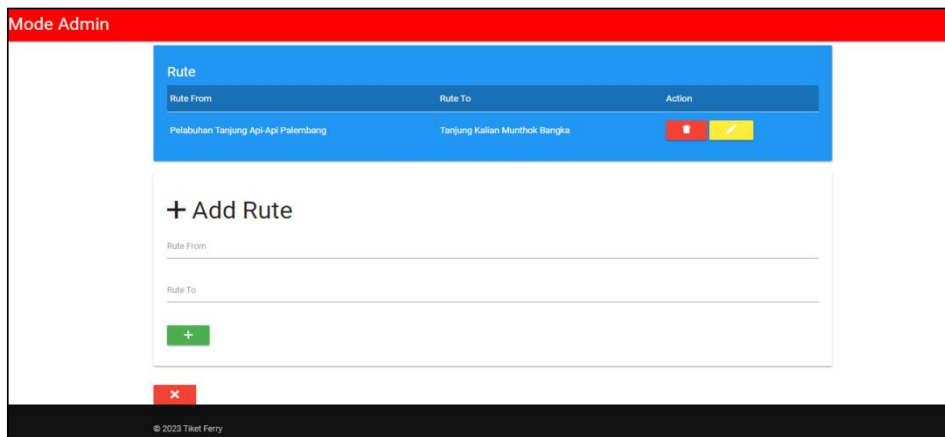 Mode Admin
Rute
Rute From Rute To Action
Pelabuhan Tanjung Api-Api Palembang Tanjung Kalian Munthok Bangka
+ Add Rute
Rute From
Rute To
© 2023 Tiket Ferry